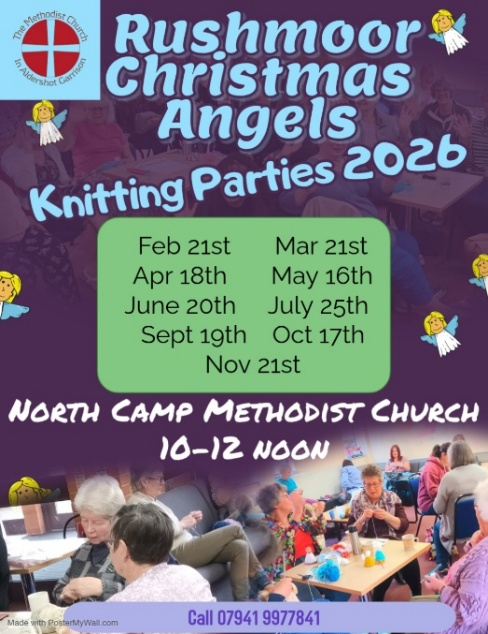 The Methodist Church
In Aldershot Garrison
Rushmoor
Christmas
Angels
Knitting Parties 2026
Feb 21st Mar 21st
Apr 18th May 16th
June 20th July 25th
Sept 19th Oct 17th
Nov 21st
North Camp Methodist Church
10-12 noon
Call 07941 9977841
Made with PosterMyWall.com